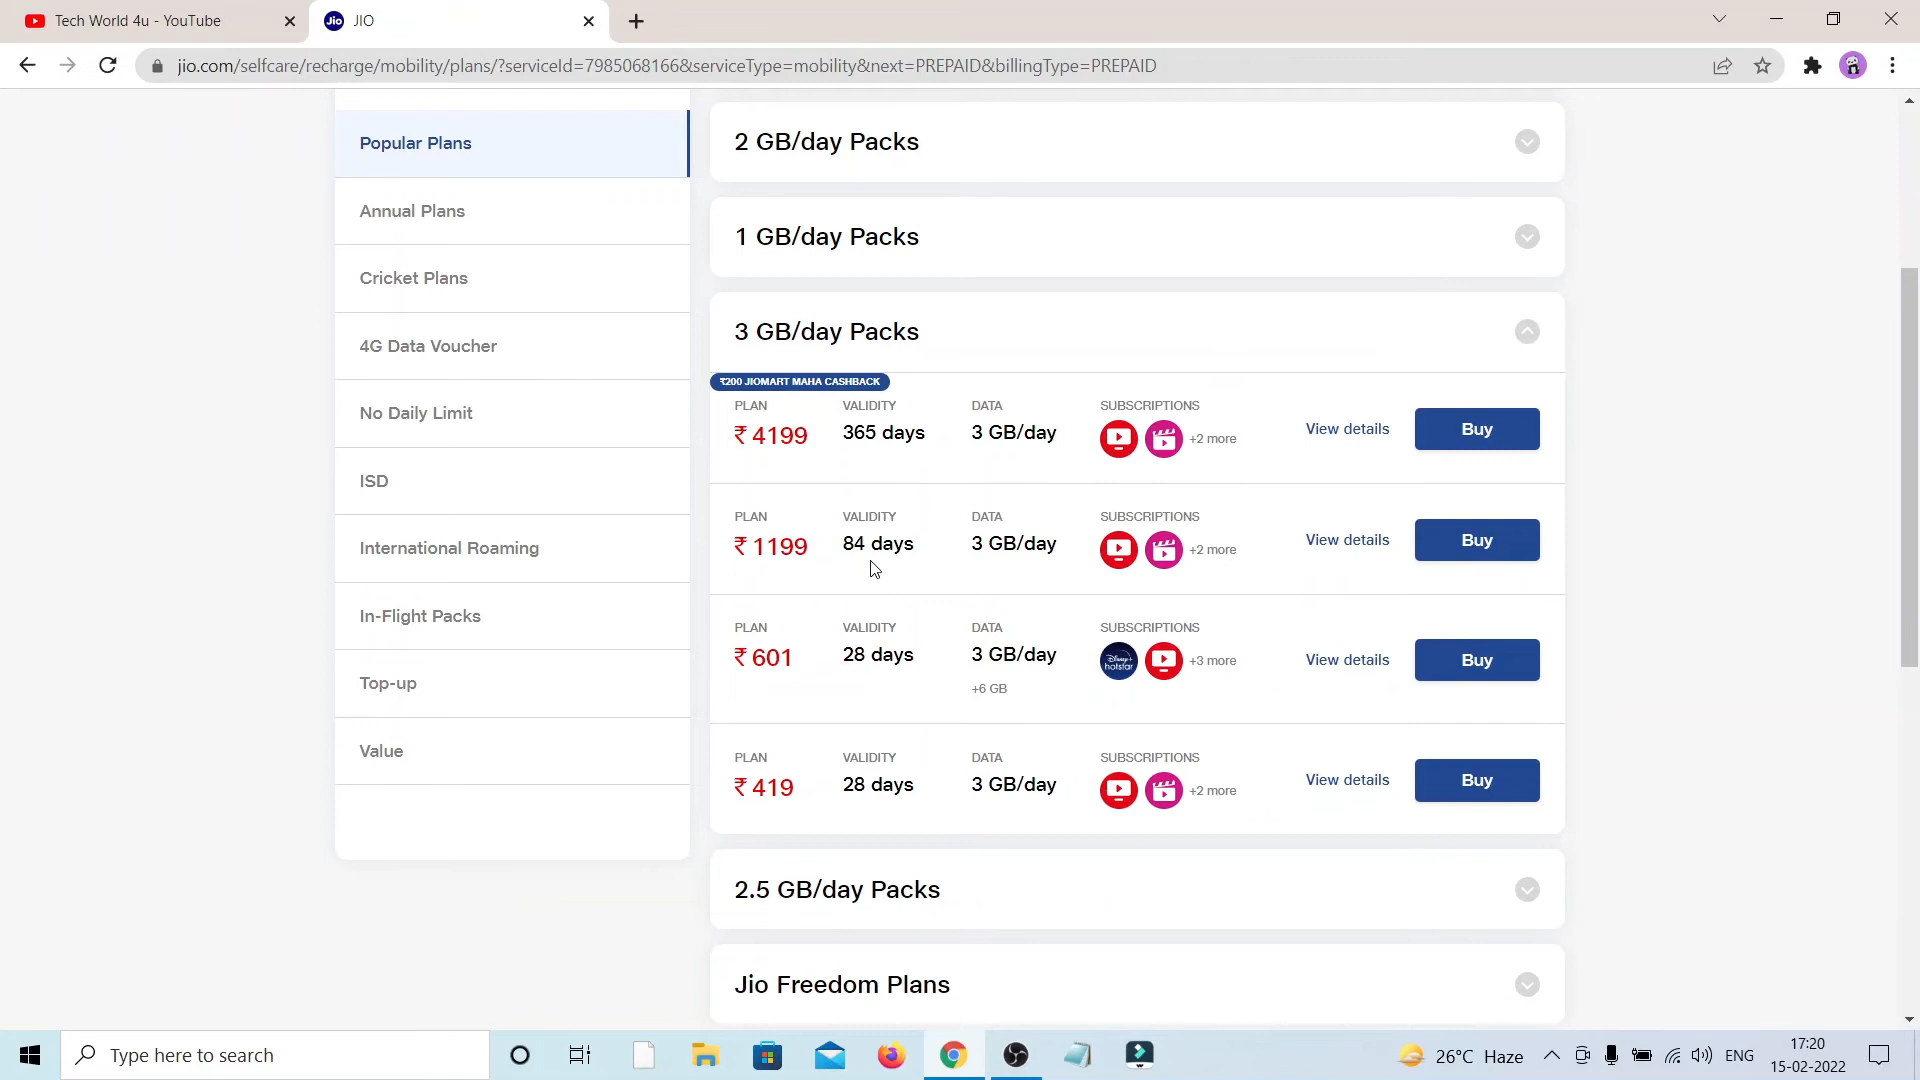 Tech World 4u - YouTube
Jio JIO
jio.com/selfcare/recharge/mobility/plans/?serviceId=7985068166&serviceType=mobility&next=PREPAID&billingType=PREPAID
Popular Plans
Annual Plans
Cricket Plans
4G Data Voucher
No Daily Limit
ISD
International Roaming
In-Flight Packs
Top-up
Value
2 GB/day Packs
1 GB/day Packs
3 GB/day Packs
₹200 JIOMART MAHA CASHBACK
PLAN VALIDITY DATA SUBSCRIPTIONS
₹ 4199 365 days 3 GB/day +2 more View details Buy
PLAN VALIDITY DATA SUBSCRIPTIONS
₹ 1199 84 days 3 GB/day +2 more View details Buy
PLAN VALIDITY DATA SUBSCRIPTIONS
₹ 601 28 days 3 GB/day Disney+ hotstar +3 more View details Buy
+6 GB
PLAN VALIDITY DATA SUBSCRIPTIONS
₹ 419 28 days 3 GB/day +2 more View details Buy
2.5 GB/day Packs
Jio Freedom Plans
Type here to search
26°C Haze
ENG
17:20
15-02-2022